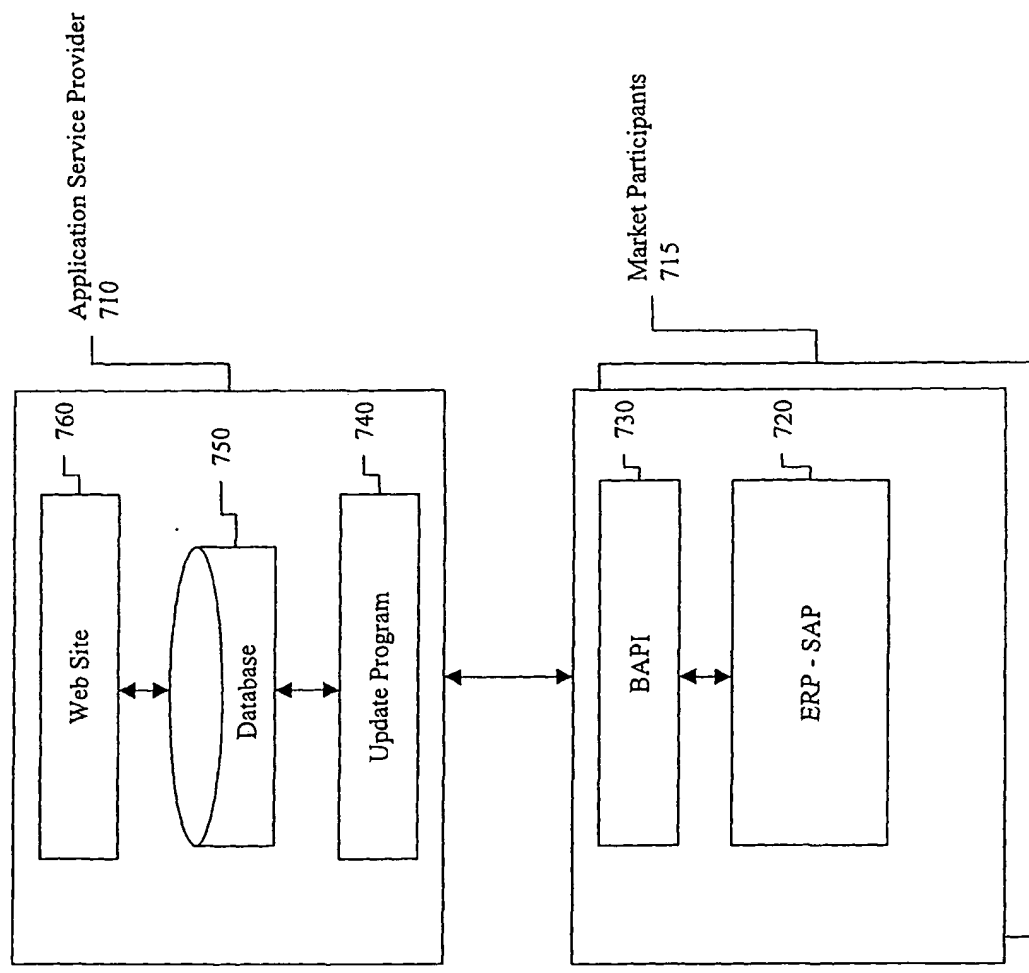 Application Service Provider
710
Web Site
760
Database
750
Update Program
740
Market Participants
715
BAPI
730
ERP - SAP
720